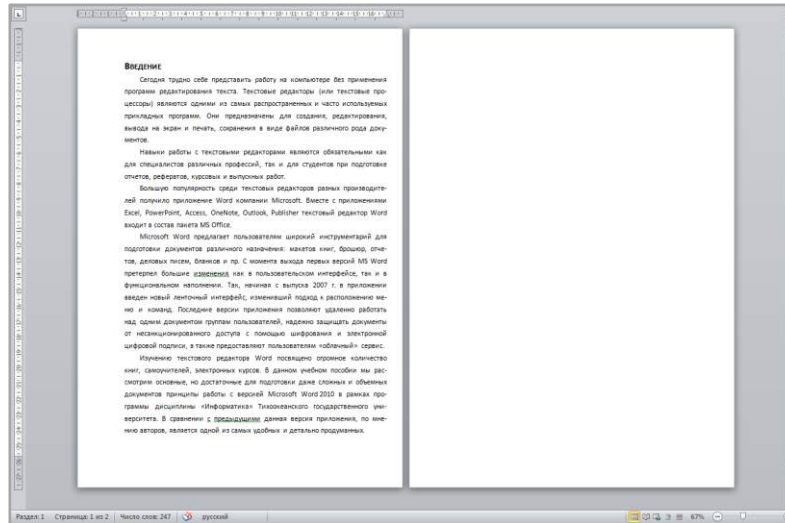 ВВЕДЕНИЕ
Сегодня трудно себе представить работу на компьютере без применения
программ редактирования текста. Текстовые редакторы (или текстовые про-
цессоры) являются одними из самых распространенных и часто используемых
прикладных программ. Они предназначены для создания, редактирования,
вывода на экран и печать, сохранения в виде файлов различного рода доку-
ментов.
Навыки работы с текстовыми редакторами являются обязательными как
для специалистов различных профессий, так и для студентов при подготовке
отчетов, рефератов, курсовых и выпускных работ.
Большую популярность среди текстовых редакторов разных производите-
лей получило приложение Word компании Microsoft. Вместе с приложениями
Excel, PowerPoint, Access, OneNote, Outlook, Publisher текстовый редактор Word
входит в состав пакета MS Office.
Microsoft Word предлагает пользователям широкий инструментарий для
подготовки документов различного назначения: макетов книг, брошюр, отче-
тов, деловых писем, бланков и пр. С момента выхода первых версий MS Word
претерпел большие изменения как в пользовательском интерфейсе, так и в
функциональном наполнении. Так, начиная с выпуска 2007 г. в приложении
введен новый ленточный интерфейс, изменивший подход к расположению ме-
ню и команд. Последние версии приложения позволяют удаленно работать
над одним документом группам пользователей, надежно защищать документы
от несанкционированного доступа с помощью шифрования и электронной
цифровой подписи, а также предоставляют пользователям «облачный» сервис.
Изучению текстового редактора Word посвящено огромное количество
книг, самоучителей, электронных курсов. В данном учебном пособии мы рас-
смотрим основные, но достаточные для подготовки даже сложных и объемных
документов принципы работы с версией Microsoft Word 2010 в рамках про-
граммы дисциплины «Информатика» Тихоокеанского государственного уни-
верситета. В сравнении с предыдущими данная версия приложения, по мне-
нию авторов, является одной из самых удобных и детально продуманных.
Раздел: 1 Страница: 1 из 2 Число слов: 247 русский 67%